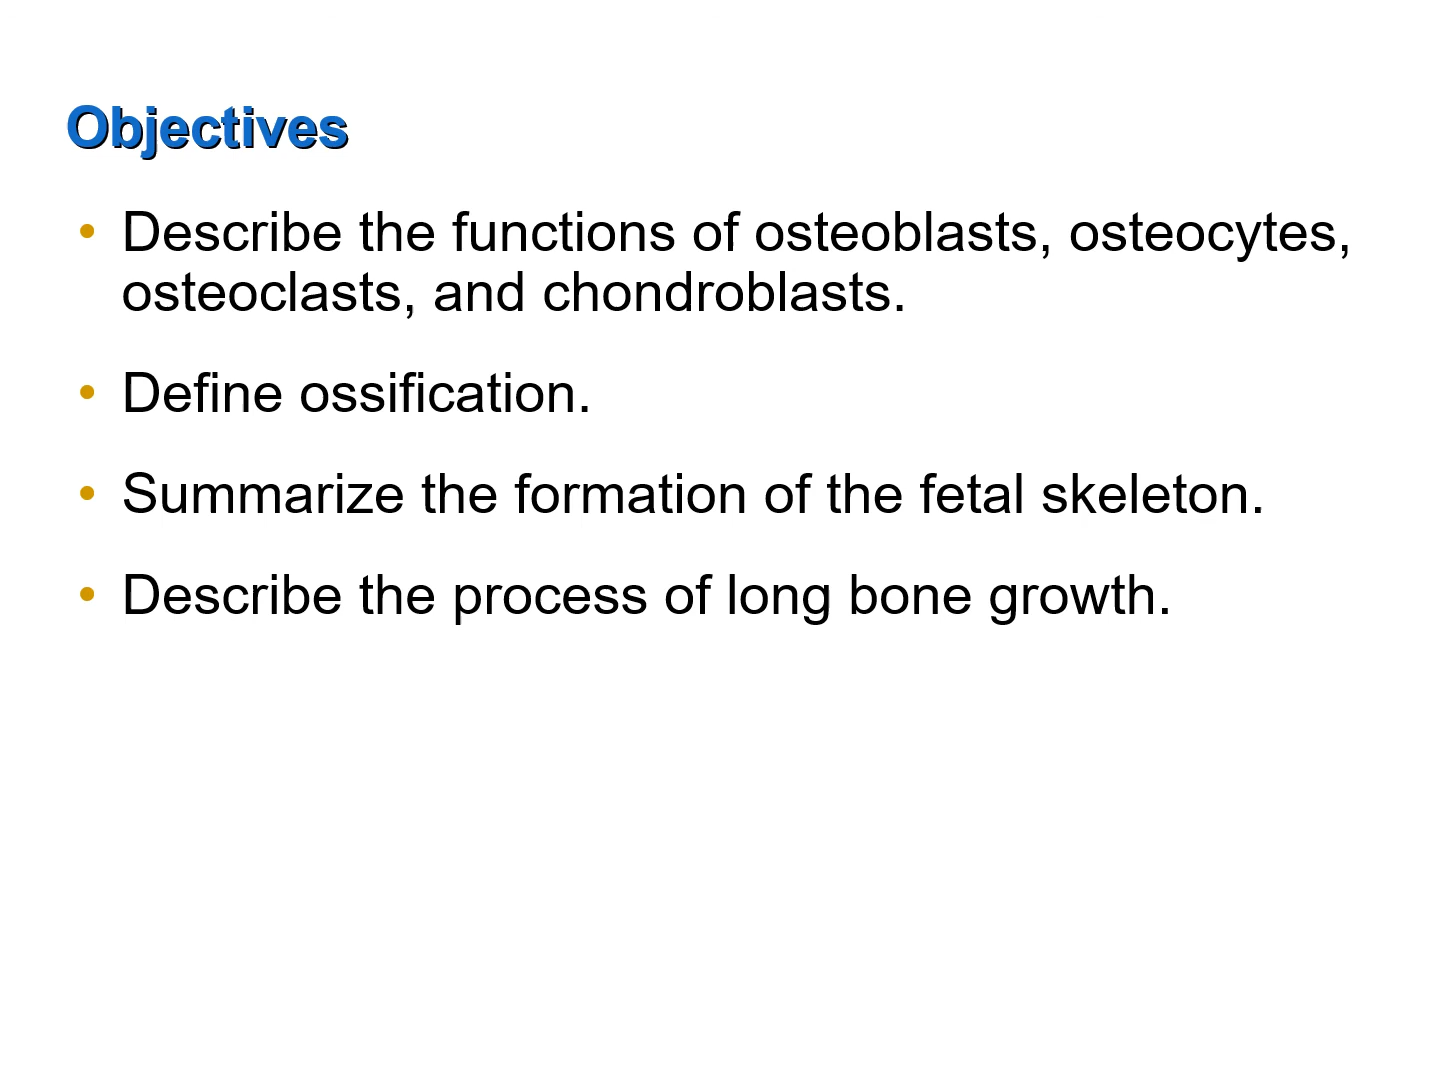 Objectives
• Describe the functions of osteoblasts, osteocytes,
osteoclasts, and chondroblasts.
• Define ossification.
• Summarize the formation of the fetal skeleton.
• Describe the process of long bone growth.